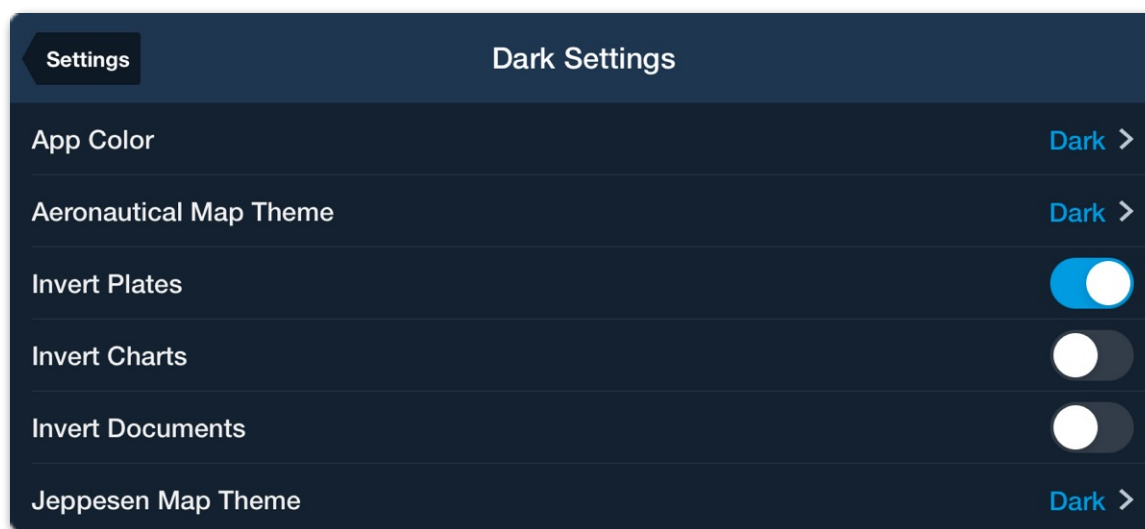 Settings
Dark Settings
App Color Dark
Aeronautical Map Theme Dark
Invert Plates
Invert Charts
Invert Documents
Jeppesen Map Theme Dark